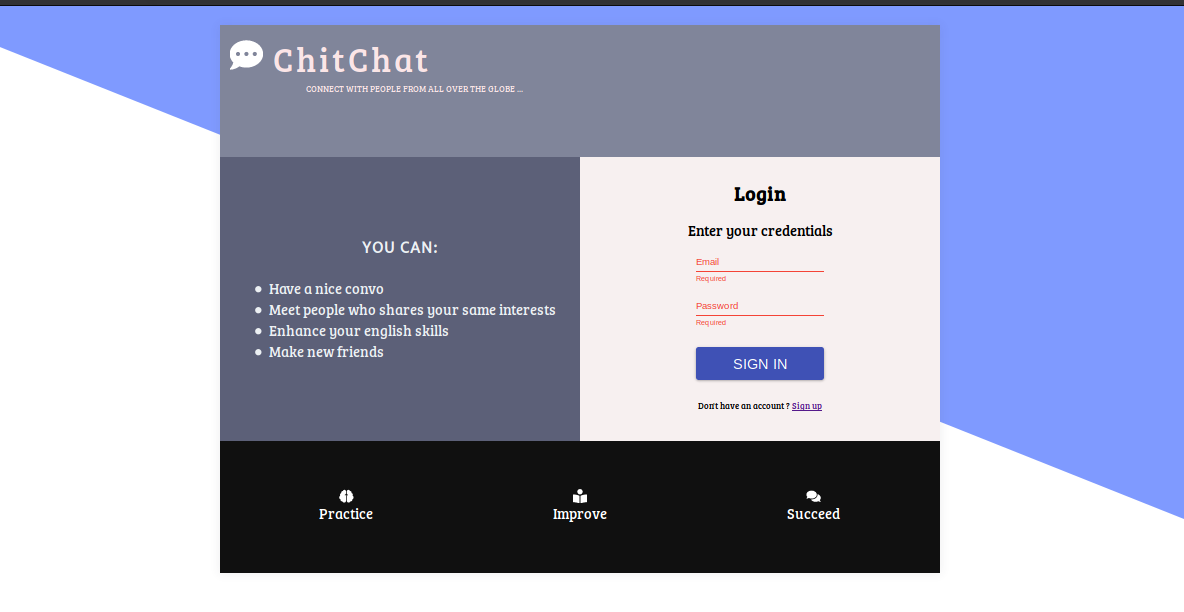 ChitChat
CONNECT WITH PEOPLE FROM ALL OVER THE GLOBE ...
YOU CAN:
Have a nice convo
Meet people who shares your same interests
Enhance your english skills
Make new friends
Login
Enter your credentials
Email
Required
Password
Required
SIGN IN
Don't have an account ? Sign up
Practice
Improve
Succeed